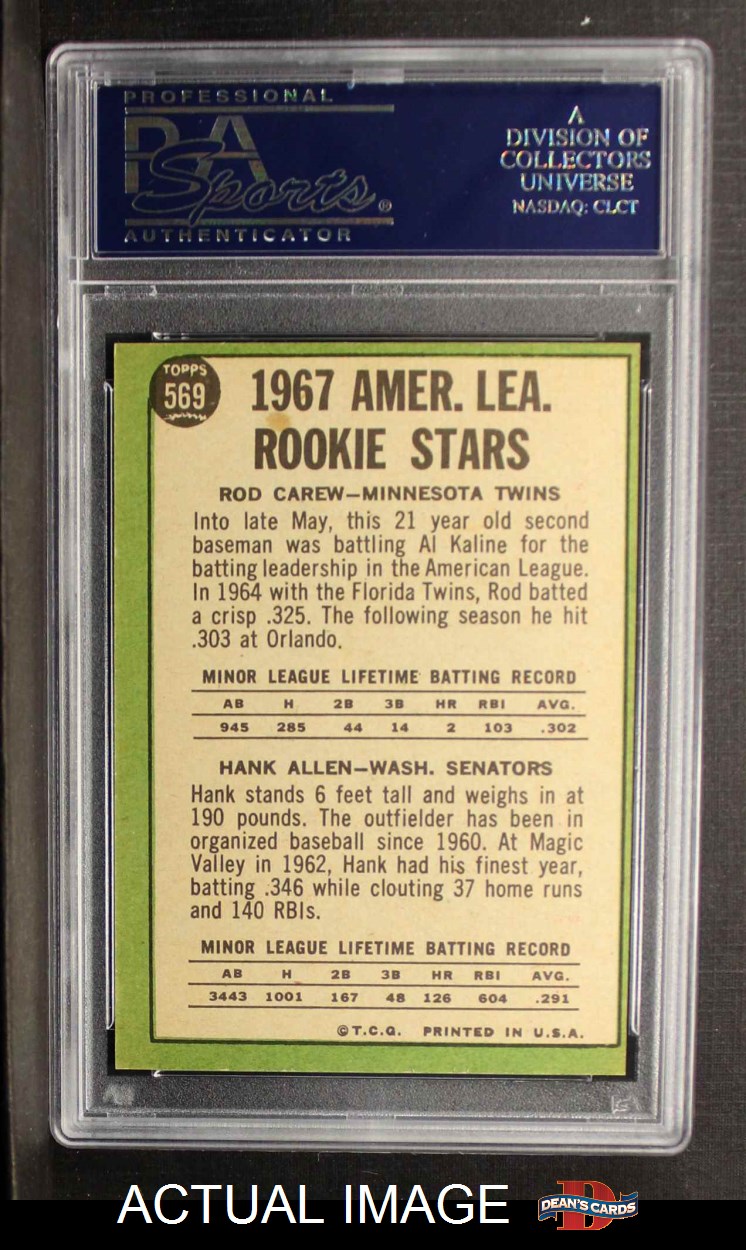 PROFESSIONAL
PSA
Sports®
AUTHENTICATOR
A
DIVISION OF
COLLECTORS
UNIVERSE
NASDAQ: CLCT
TOPPS
569
1967 AMER. LEA.
ROOKIE STARS
ROD CAREW—MINNESOTA TWINS
Into late May, this 21 year old second
baseman was battling Al Kaline for the
batting leadership in the American League.
In 1964 with the Florida Twins, Rod batted
a crisp .325. The following season he hit
.303 at Orlando.
MINOR LEAGUE LIFETIME BATTING RECORD
AB H 2B 3B HR RBI AVG.
945 285 44 14 2 103 .302
HANK ALLEN—WASH. SENATORS
Hank stands 6 feet tall and weighs in at
190 pounds. The outfielder has been in
organized baseball since 1960. At Magic
Valley in 1962, Hank had his finest year,
batting .346 while clouting 37 home runs
and 140 RBIs.
MINOR LEAGUE LIFETIME BATTING RECORD
AB H 2B 3B HR RBI AVG.
3443 1001 167 48 126 604 .291
©T.C.G. PRINTED IN U.S.A.
ACTUAL IMAGE
D
DEAN'S CARDS